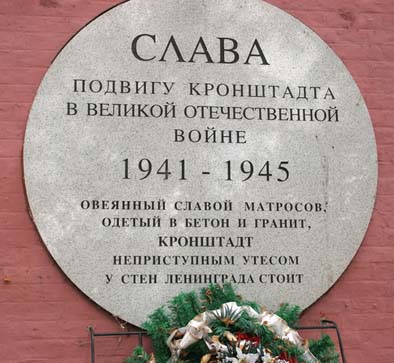 СЛАВА
ПОДВИГУ КРОНШТАДТА
В ВЕЛИКОЙ ОТЕЧЕСТВЕННОЙ
ВОЙНЕ
1941 - 1945
ОВЕЯННЫЙ СЛАВОЙ МАТРОСОВ,
ОДЕТЫЙ В БЕТОН И ГРАНИТ,
КРОНШТАДТ
НЕПРИСТУПНЫМ УТЕСОМ
У СТЕН ЛЕНИНГРАДА СТОИТ